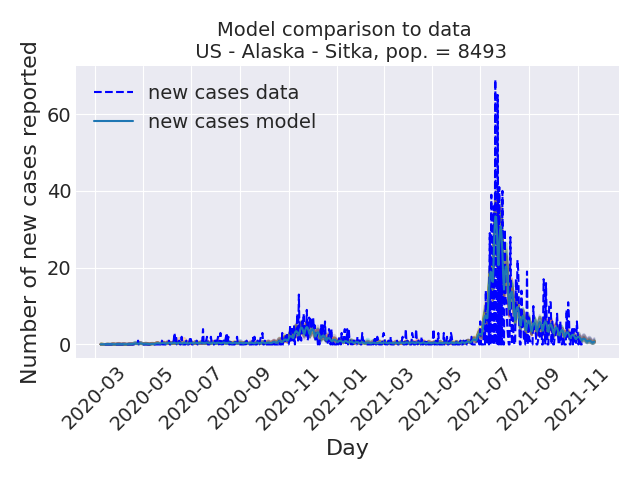 Model comparison to data
US - Alaska - Sitka, pop. = 8493
Number of new cases reported
60
40
20
0
new cases data
new cases model
2020-03
2020-05
2020-07
2020-09
2020-11
2021-01
2021-03
2021-05
2021-07
2021-09
2021-11
Day